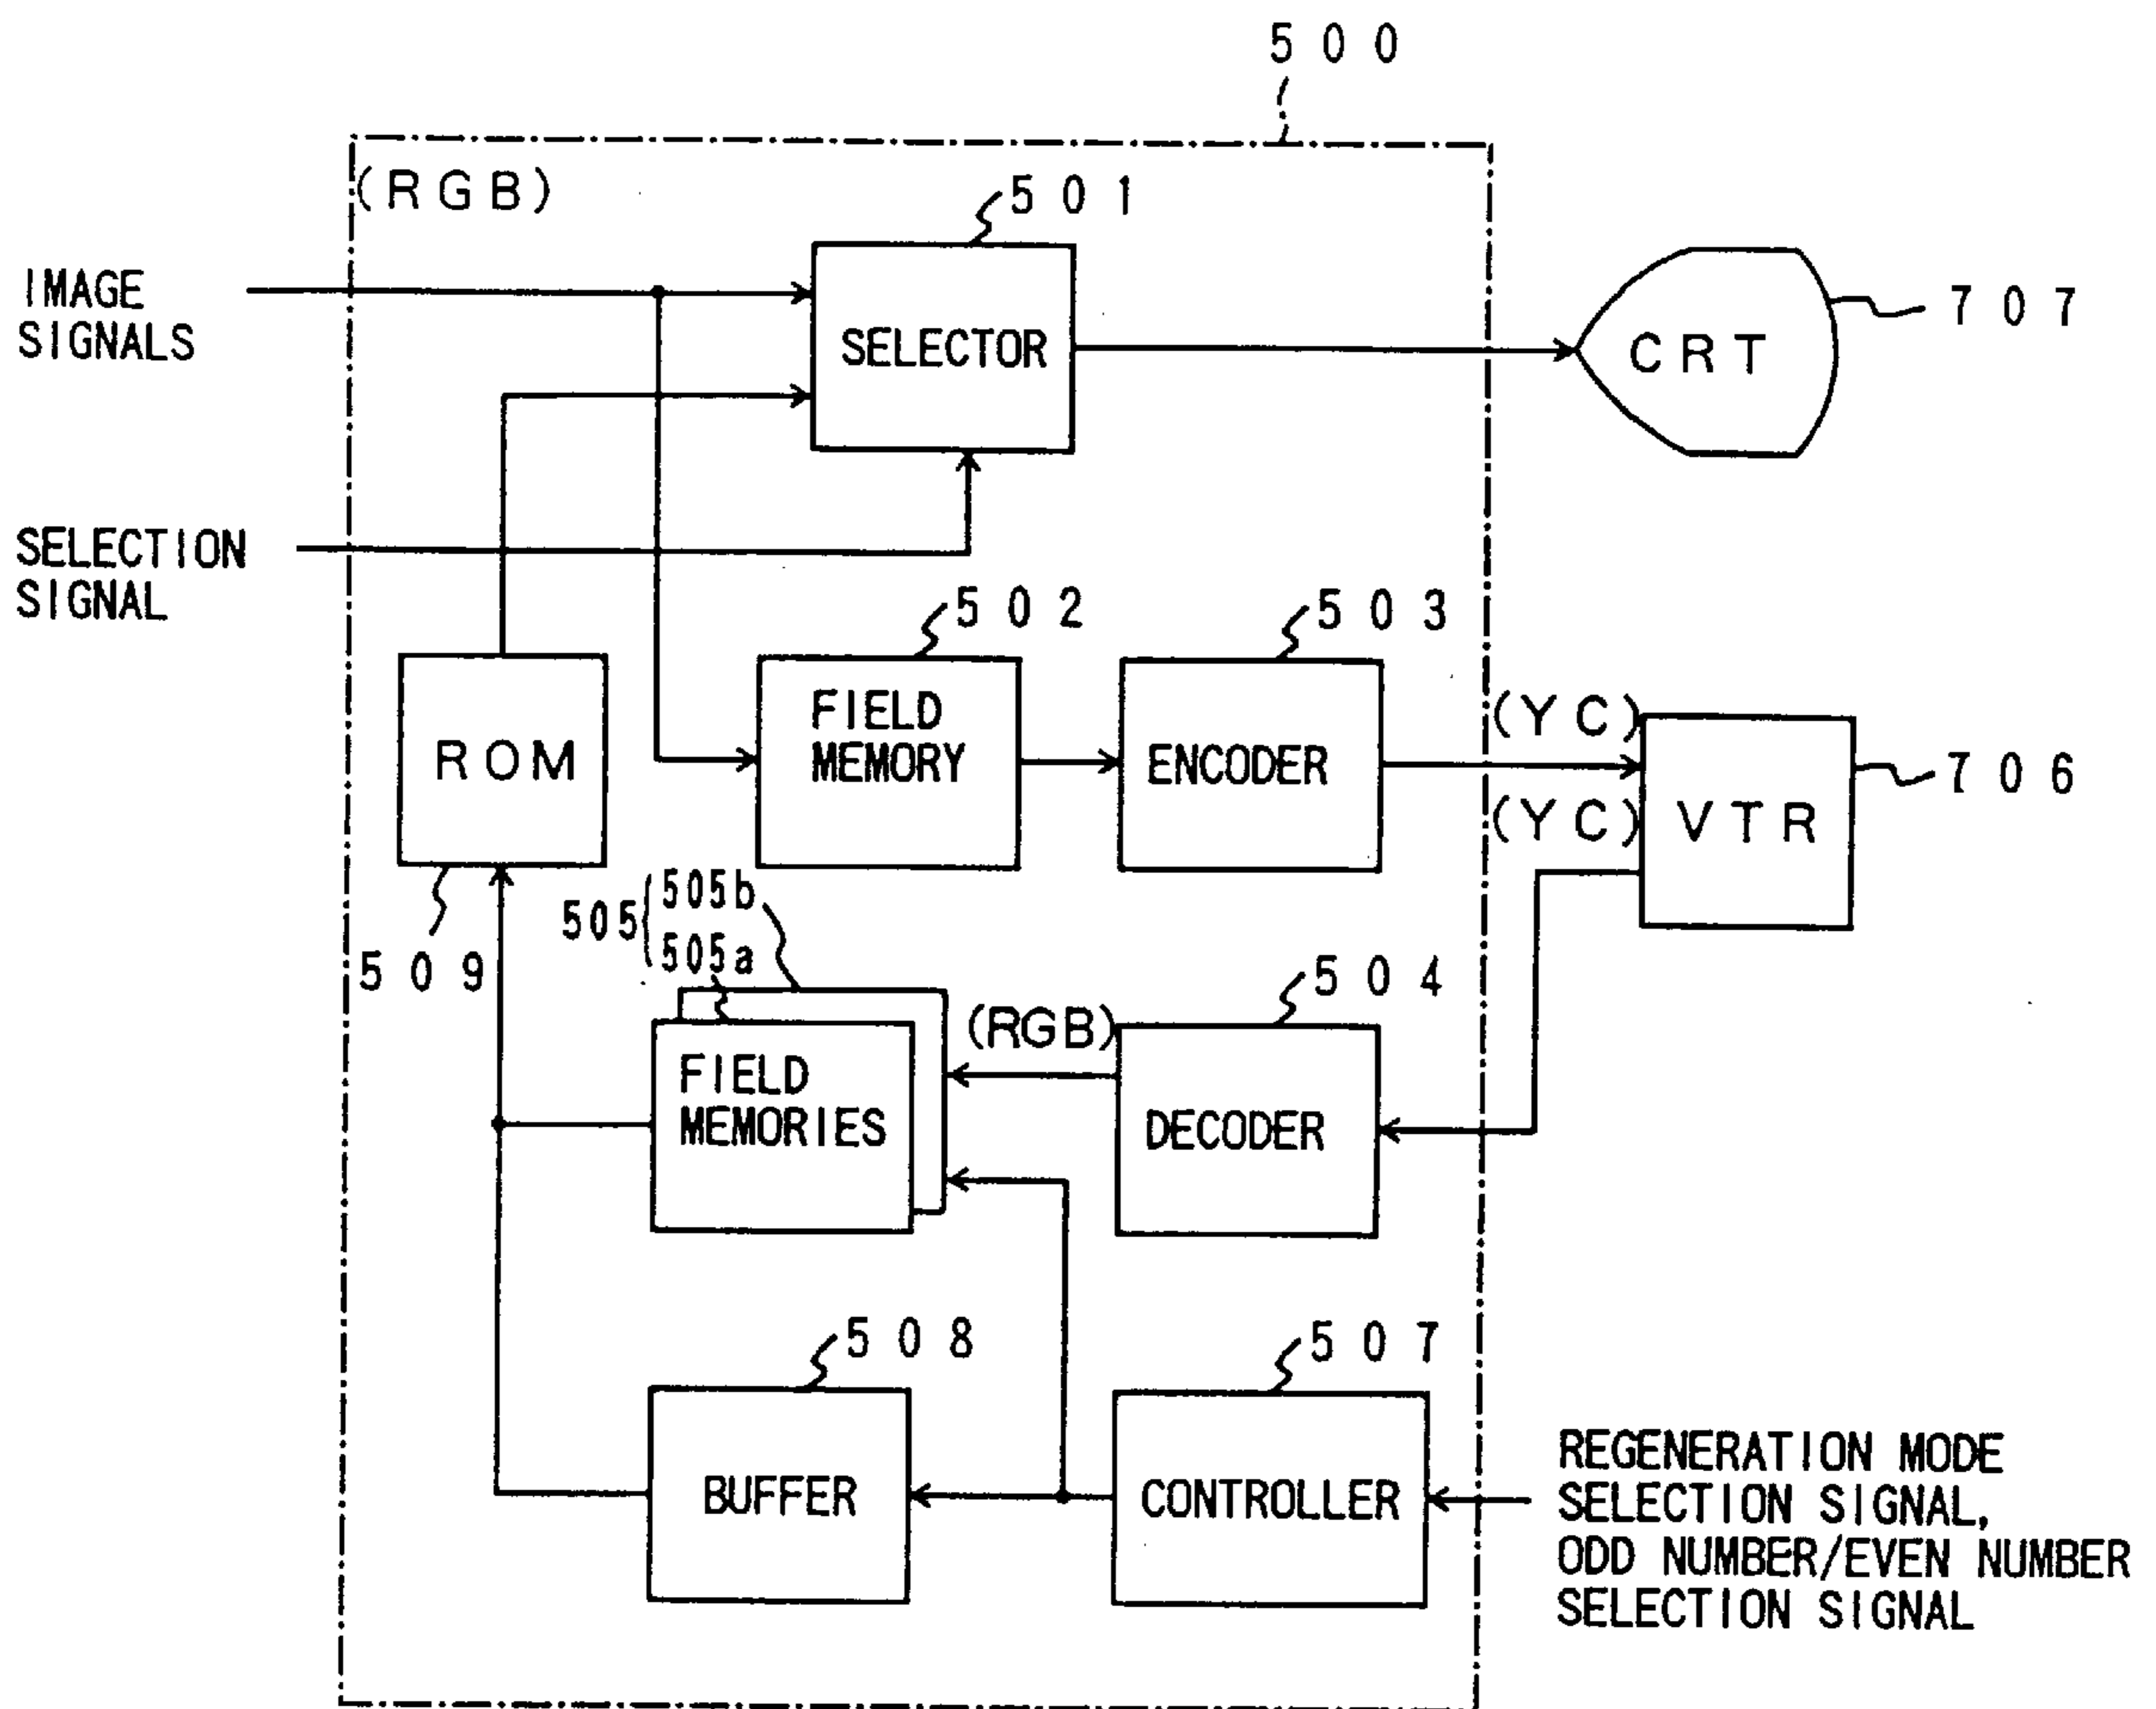 500
(RGB)
501
IMAGE
SIGNALS
SELECTOR
CRT
707
SELECTION
SIGNAL
502
503
ROM
FIELD
MEMORY
ENCODER
(YC)
(YC)
VTR
706
509
505
505b
505a
504
(RGB)
FIELD
MEMORIES
DECODER
508
507
BUFFER
CONTROLLER
REGENERATION MODE
SELECTION SIGNAL,
ODD NUMBER/EVEN NUMBER
SELECTION SIGNAL